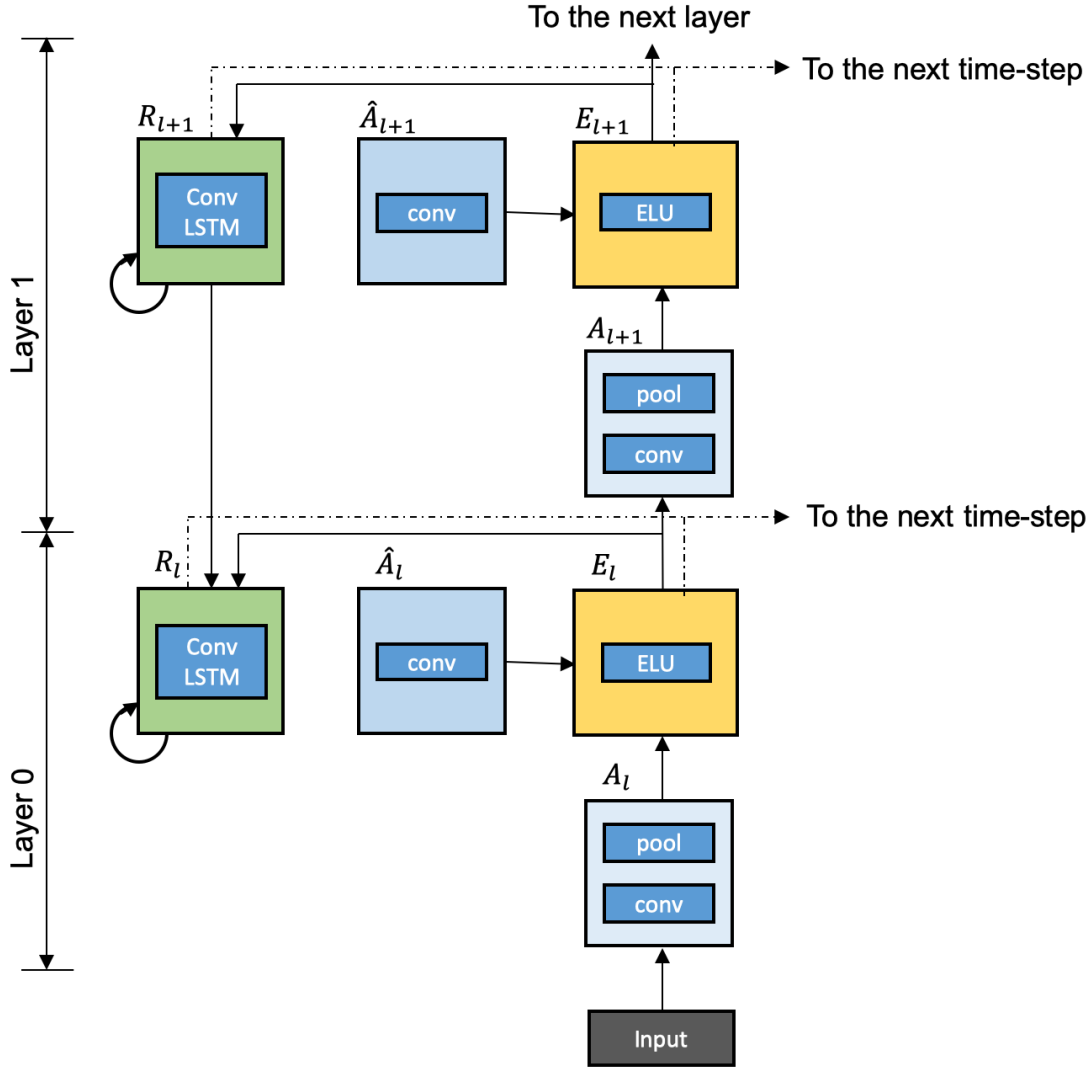 To the next layer
To the next time-step
R_{l+1}
Â_{l+1}
E_{l+1}
Conv
LSTM
conv
ELU
Layer 1
A_{l+1}
pool
conv
To the next time-step
R_l
Â_l
E_l
Conv
LSTM
conv
ELU
Layer 0
A_l
pool
conv
Input